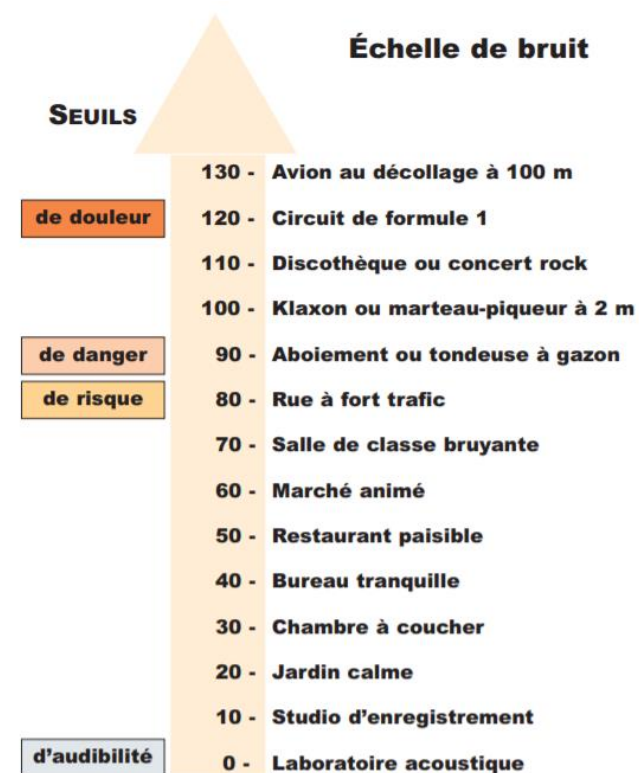 Échelle de bruit
SEUILS
130 - Avion au décollage à 100 m
de douleur 120 - Circuit de formule 1
110 - Discothèque ou concert rock
100 - Klaxon ou marteau-piqueur à 2 m
de danger 90 - Aboiement ou tondeuse à gazon
de risque 80 - Rue à fort trafic
70 - Salle de classe bruyante
60 - Marché animé
50 - Restaurant paisible
40 - Bureau tranquille
30 - Chambre à coucher
20 - Jardin calme
10 - Studio d'enregistrement
d'audibilité 0 - Laboratoire acoustique